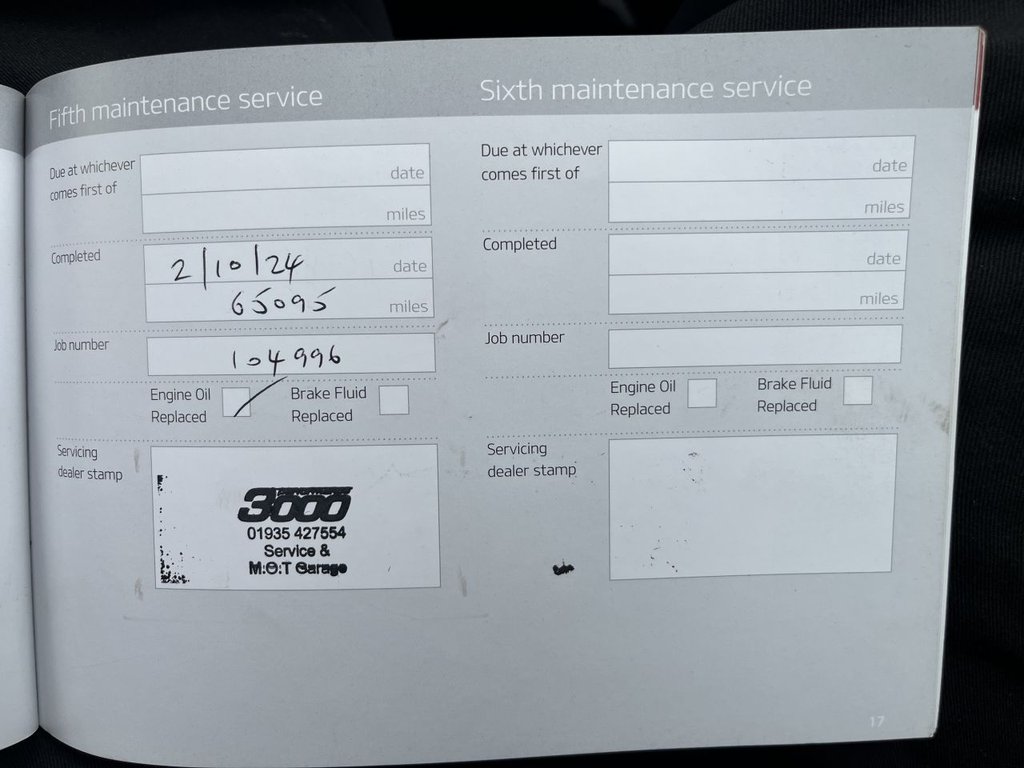 Fifth maintenance service
Due at whichever
comes first of
date
miles
Completed
2/10/24 date
65095 miles
Job number
104996
Engine Oil
Replaced
Brake Fluid
Replaced
Servicing
dealer stamp
3000
01935 427554
Service &
M.O.T Garage
Sixth maintenance service
Due at whichever
comes first of
date
miles
Completed
date
miles
Job number
Engine Oil
Replaced
Brake Fluid
Replaced
Servicing
dealer stamp
17